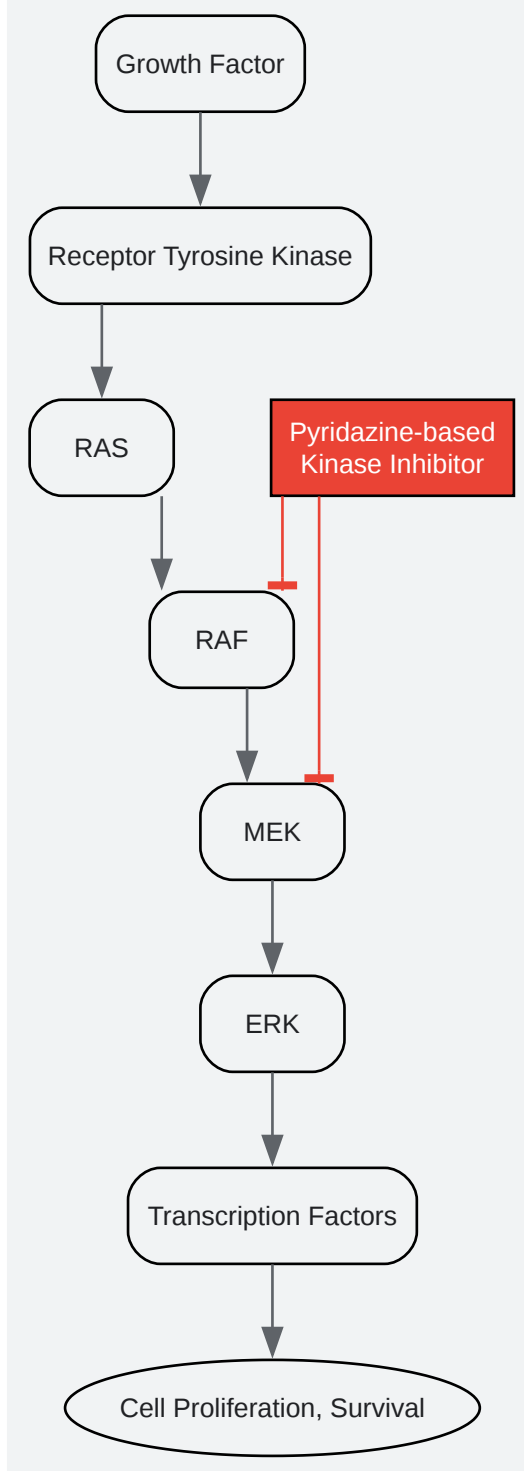 Growth Factor
Receptor Tyrosine Kinase
RAS
Pyridazine-based
Kinase Inhibitor
RAF
MEK
ERK
Transcription Factors
Cell Proliferation, Survival